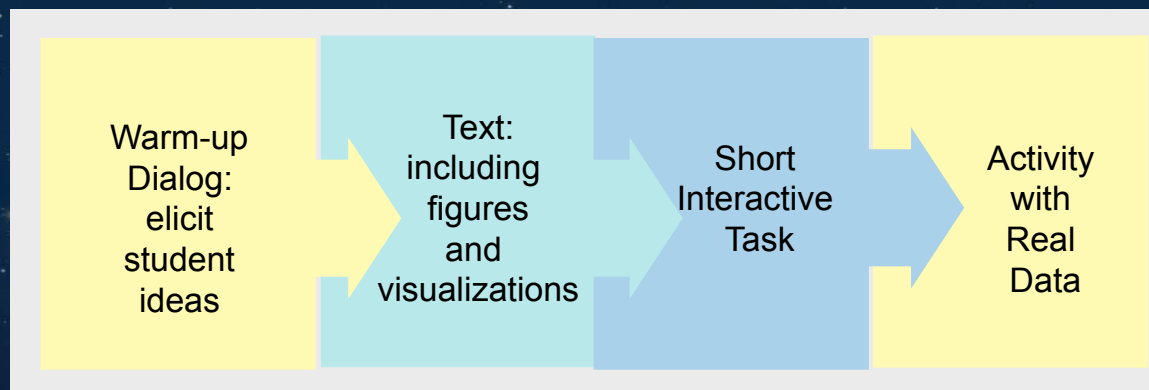 Warm-up
Dialog:
elicit
student
ideas
Text:
including
figures
and
visualizations
Short
Interactive
Task
Activity
with
Real
Data